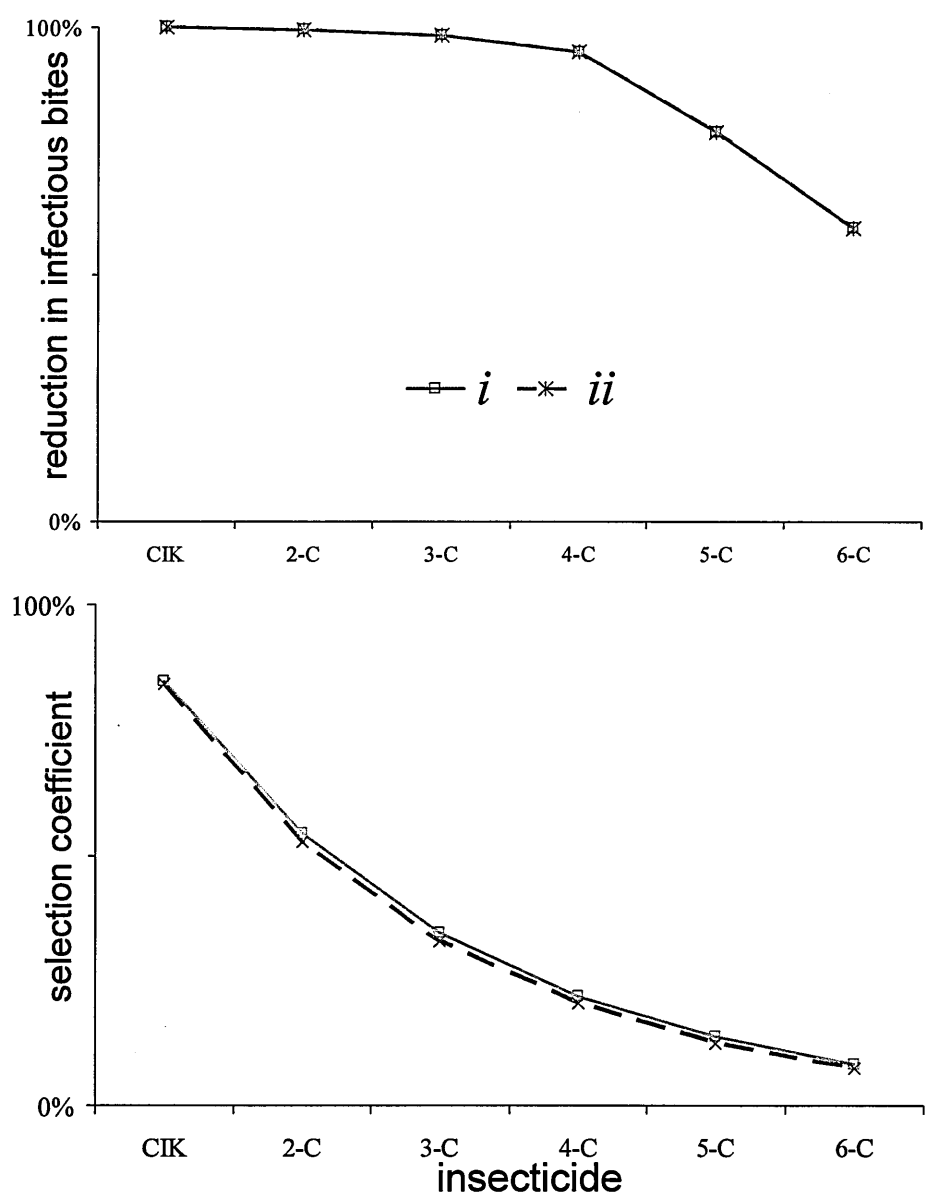 100%
reduction in infectious bites
i ii
0%
CIK 2-C 3-C 4-C 5-C 6-C
100%
selection coefficient
0%
CIK 2-C 3-C 4-C 5-C 6-C
insecticide